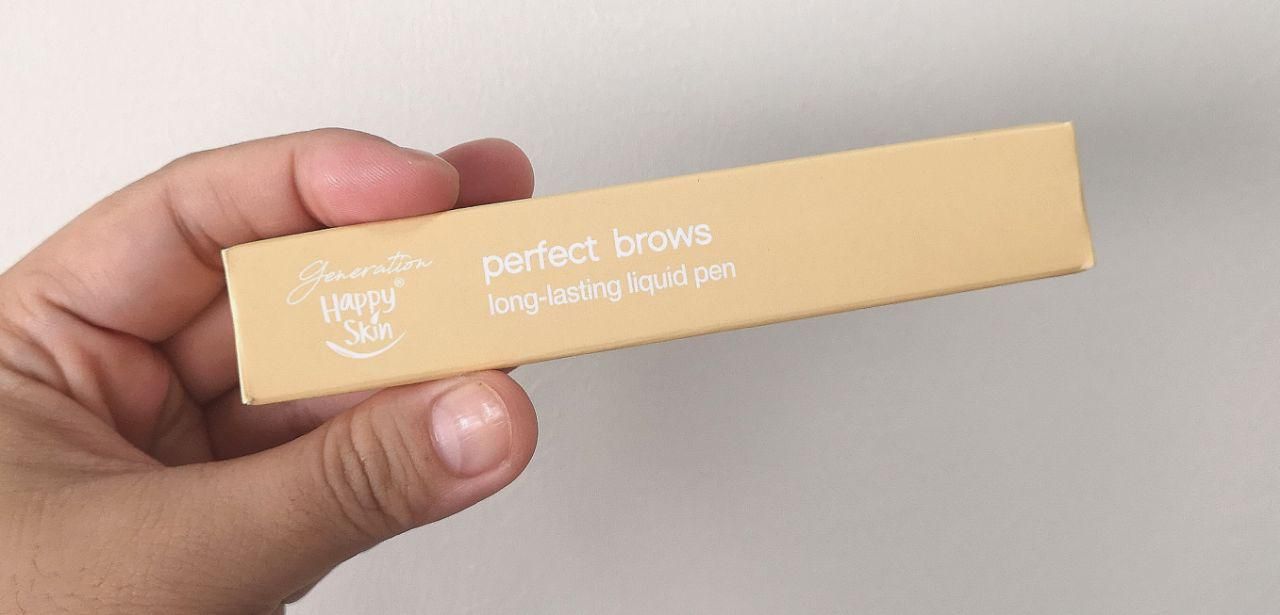 generation
Happy®
Skin
perfect brows
long-lasting liquid pen